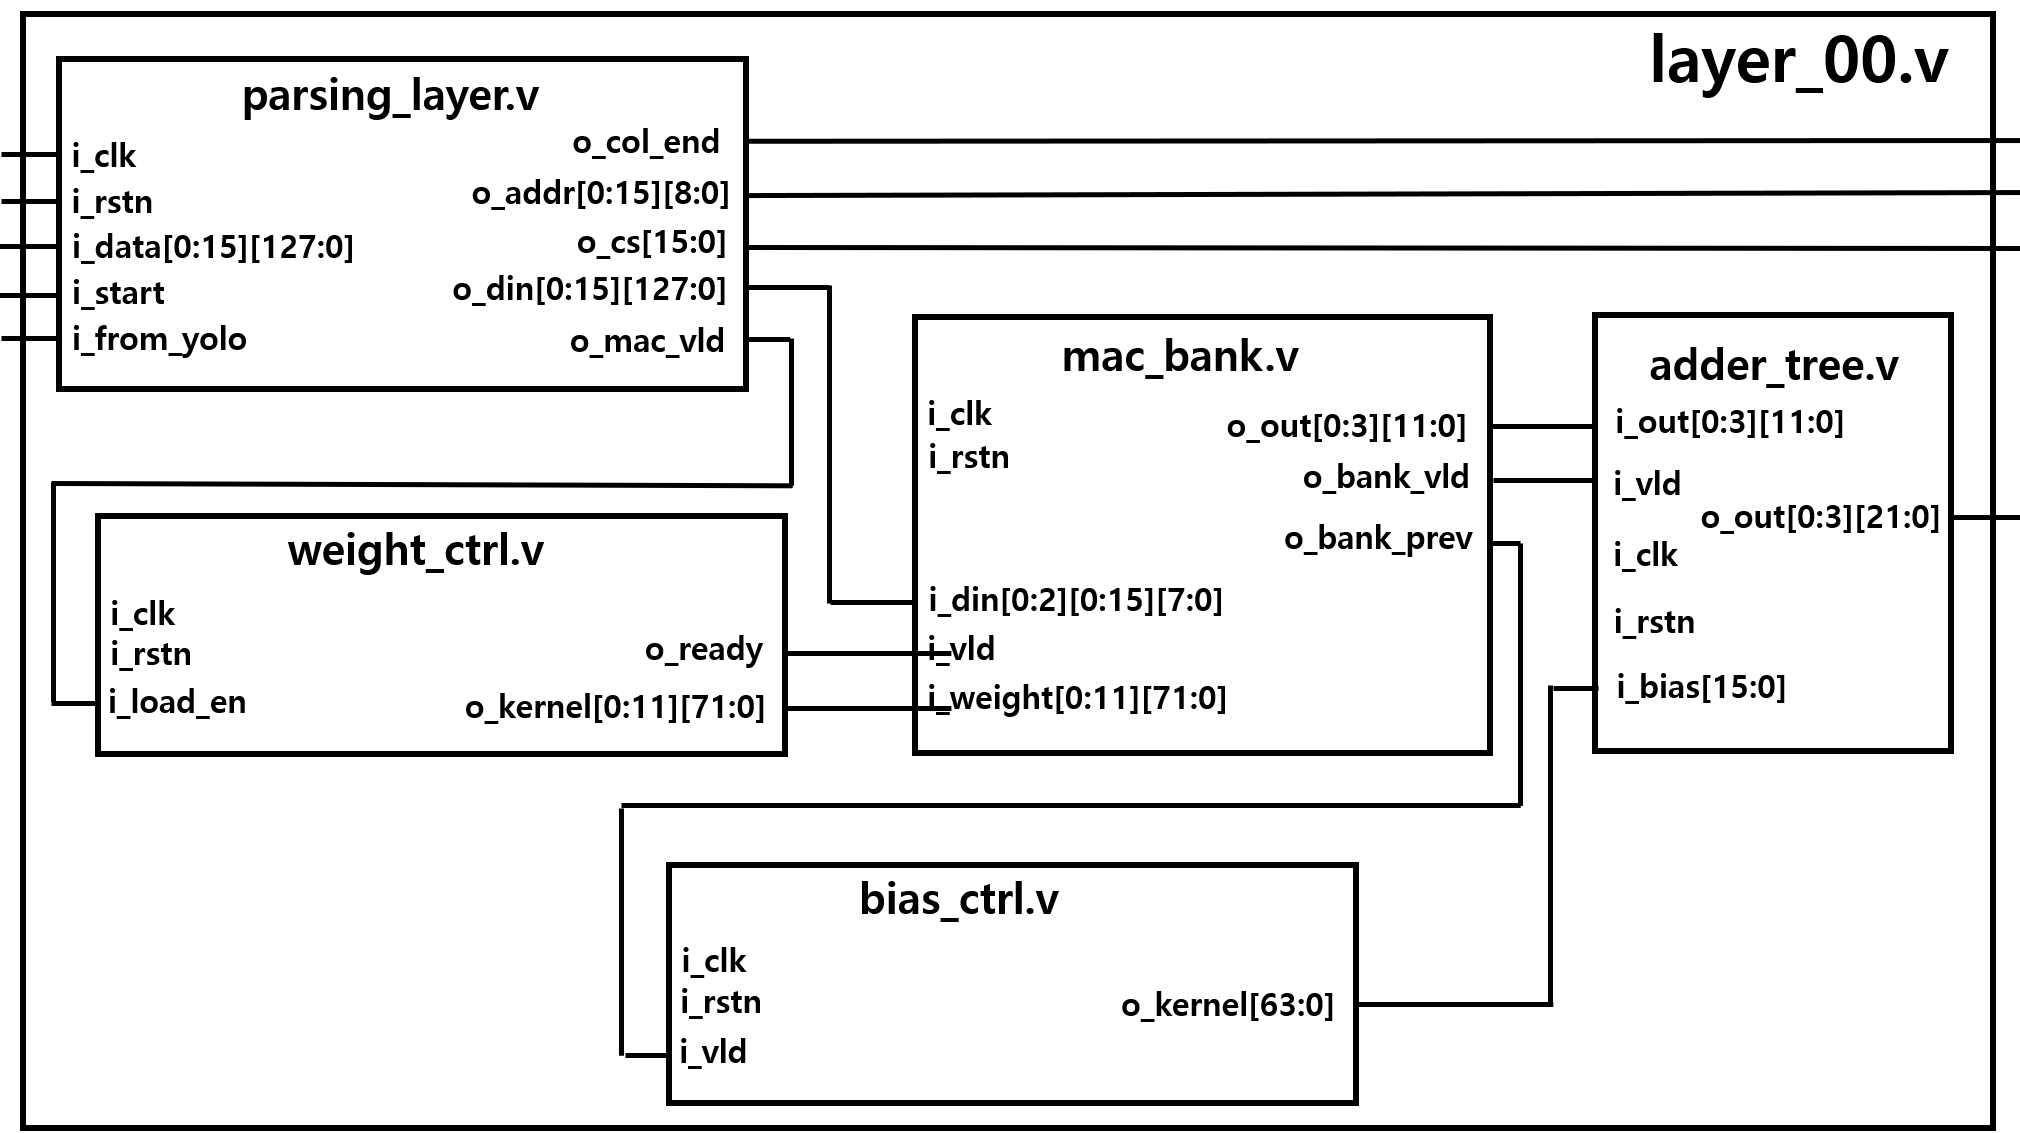 layer_00.v
parsing_layer.v
i_clk
i_rstn
i_data[0:15][127:0]
i_start
i_from_yolo
o_col_end
o_addr[0:15][8:0]
o_cs[15:0]
o_din[0:15][127:0]
o_mac_vld
weight_ctrl.v
i_clk
i_rstn
i_load_en
o_ready
o_kernel[0:11][71:0]
mac_bank.v
i_clk
i_rstn
i_din[0:2][0:15][7:0]
i_vld
i_weight[0:11][71:0]
o_out[0:3][11:0]
o_bank_vld
o_bank_prev
adder_tree.v
i_out[0:3][11:0]
i_vld
o_out[0:3][21:0]
i_clk
i_rstn
i_bias[15:0]
bias_ctrl.v
i_clk
i_rstn
i_vld
o_kernel[63:0]